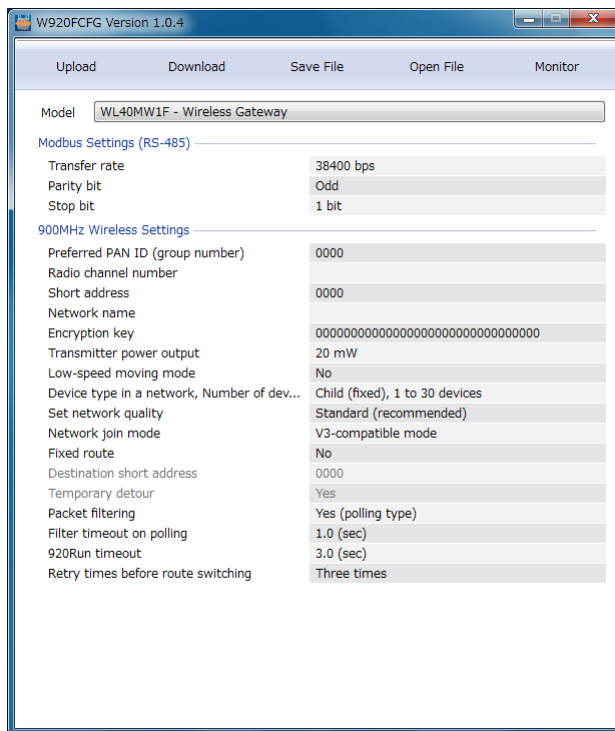 W920FCFG Version 1.0.4
Upload Download Save File Open File Monitor
Model WL40MW1F - Wireless Gateway
Modbus Settings (RS-485)
Transfer rate 38400 bps
Parity bit Odd
Stop bit 1 bit
900MHz Wireless Settings
Preferred PAN ID (group number) 0000
Radio channel number
Short address 0000
Network name
Encryption key 00000000000000000000000000000000
Transmitter power output 20 mW
Low-speed moving mode No
Device type in a network, Number of dev... Child (fixed), 1 to 30 devices
Set network quality Standard (recommended)
Network join mode V3-compatible mode
Fixed route No
Destination short address 0000
Temporary detour Yes
Packet filtering Yes (polling type)
Filter timeout on polling 1.0 (sec)
920Run timeout 3.0 (sec)
Retry times before route switching Three times